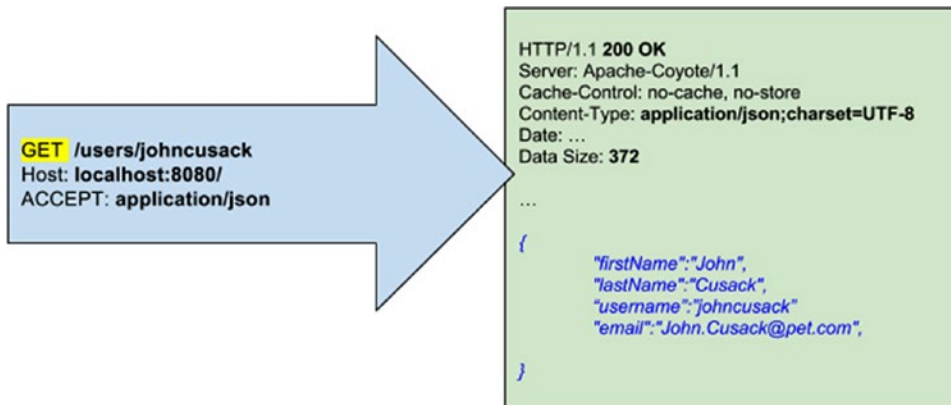 GET /users/johncusack
Host: localhost:8080/
ACCEPT: application/json
HTTP/1.1 200 OK
Server: Apache-Coyote/1.1
Cache-Control: no-cache, no-store
Content-Type: application/json;charset=UTF-8
Date: ...
Data Size: 372
...
{
"firstName":"John",
"lastName":"Cusack",
“username”:"johncusack"
"email":"John.Cusack@pet.com",
}